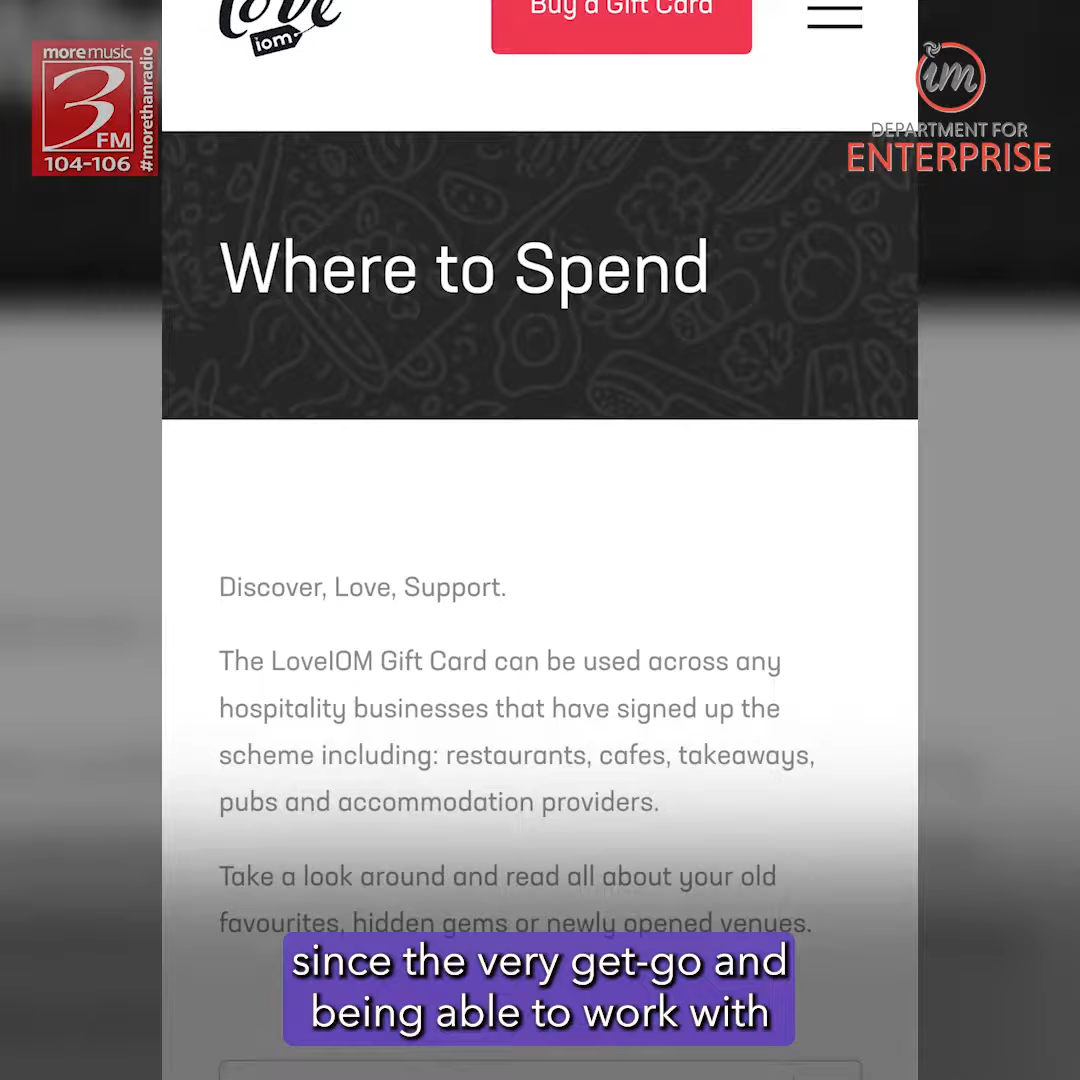 love
iom
Buy a Gift Card
more music
3
FM
104-106
#morethanradio
im
DEPARTMENT FOR
ENTERPRISE
Where to Spend
Discover, Love, Support.
The LoveIOM Gift Card can be used across any
hospitality businesses that have signed up the
scheme including: restaurants, cafes, takeaways,
pubs and accommodation providers.
Take a look around and read all about your old
favourites, hidden gems or newly opened venues.
since the very get-go and
being able to work with